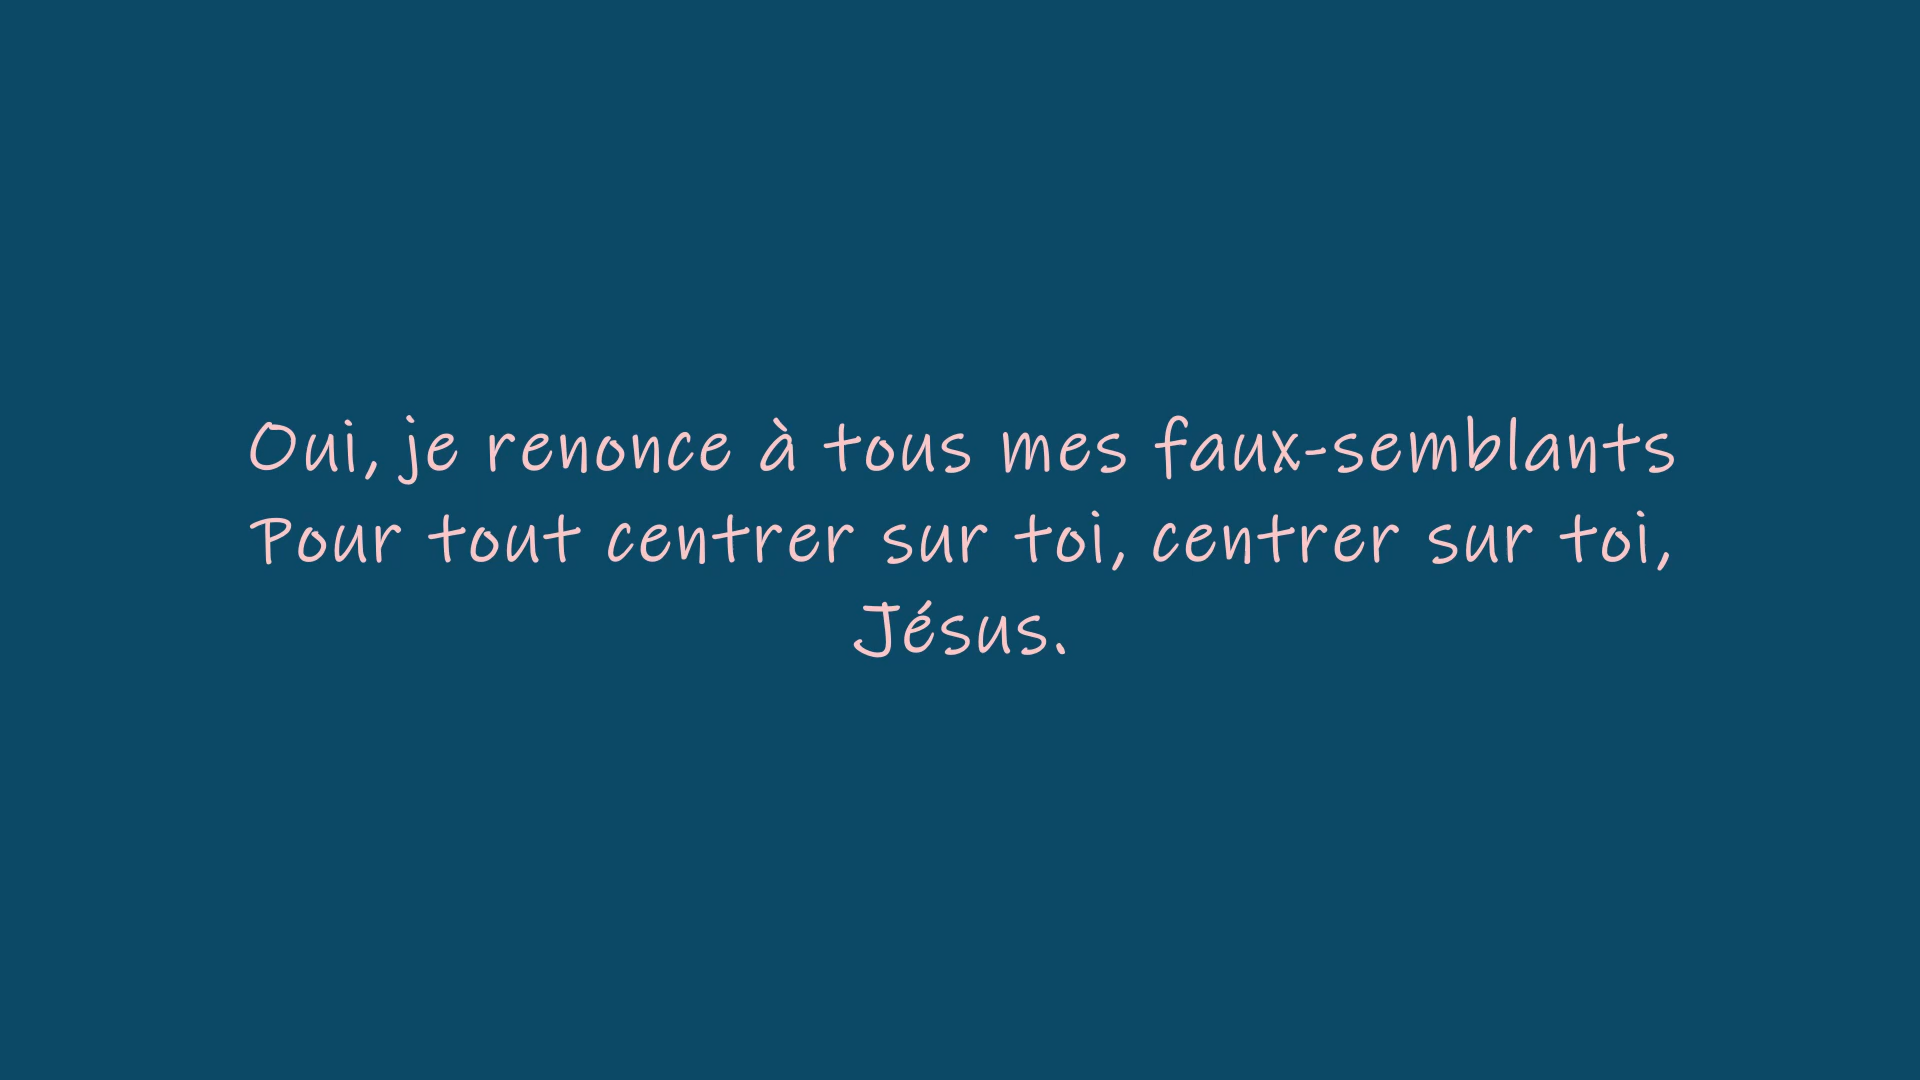 Oui, je renonce à tous mes faux-semblants
Pour tout centrer sur toi, centrer sur toi,
Jésus.